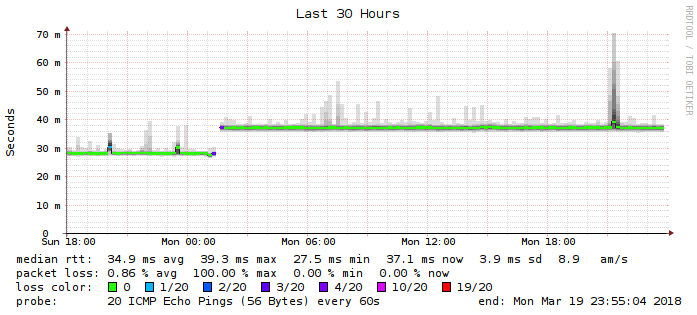 Last 30 Hours
RRDTOOL / TOBI OETIKER
Seconds
70 m
60 m
50 m
40 m
30 m
20 m
10 m
0
Sun 18:00 Mon 00:00 Mon 06:00 Mon 12:00 Mon 18:00
median rtt: 34.9 ms avg 39.3 ms max 27.5 ms min 37.1 ms now 3.9 ms sd 8.9 am/s
packet loss: 0.86 % avg 100.00 % max 0.00 % min 0.00 % now
loss color: 0 1/20 2/20 3/20 4/20 10/20 19/20
probe: 20 ICMP Echo Pings (56 Bytes) every 60s end: Mon Mar 19 23:55:04 2018